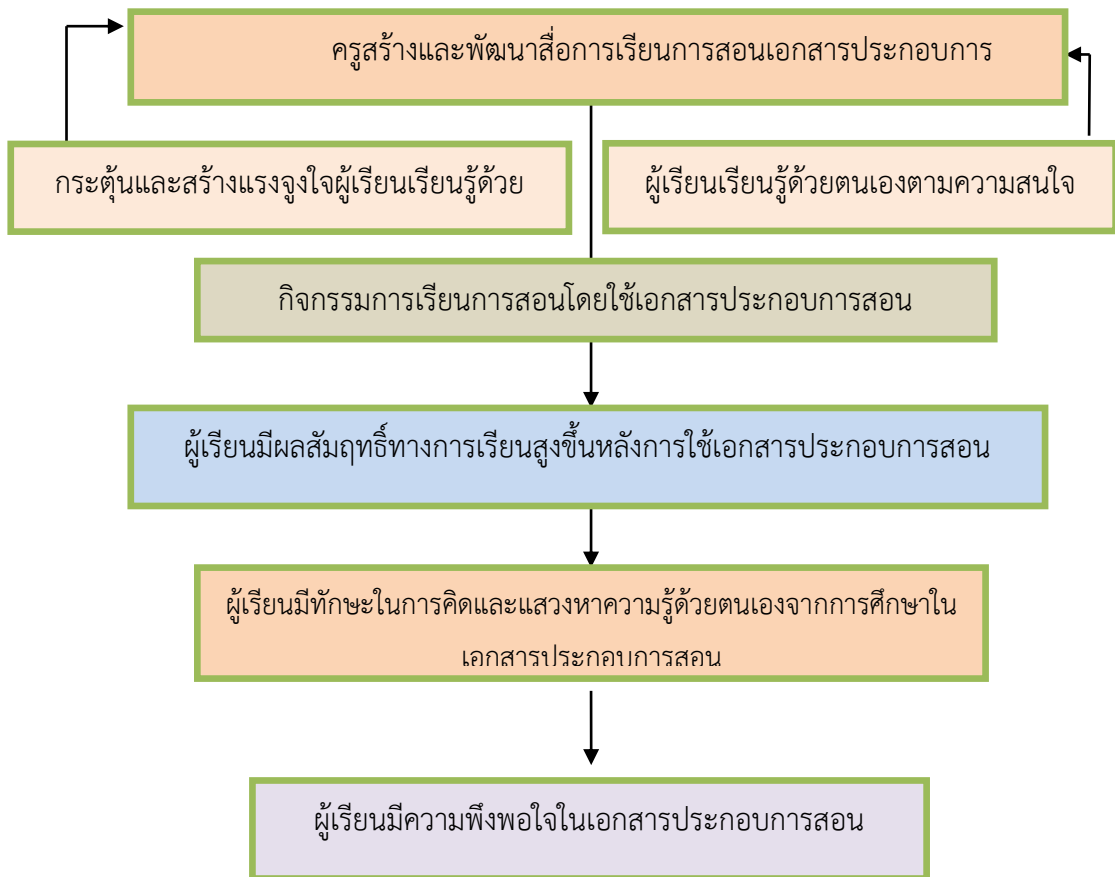 ครูสร้างและพัฒนาสื่อการเรียนการสอนเอกสารประกอบการ
กระตุ้นและสร้างแรงจูงใจผู้เรียนเรียนรู้ด้วย
ผู้เรียนเรียนรู้ด้วยตนเองตามความสนใจ
กิจกรรมการเรียนการสอนโดยใช้เอกสารประกอบการสอน
ผู้เรียนมีผลสัมฤทธิ์ทางการเรียนสูงขึ้นหลังการใช้เอกสารประกอบการสอน
ผู้เรียนมีทักษะในการคิดและแสวงหาความรู้ด้วยตนเองจากการศึกษาใน
เอกสารประกอบการสอน
ผู้เรียนมีความพึงพอใจในเอกสารประกอบการสอน